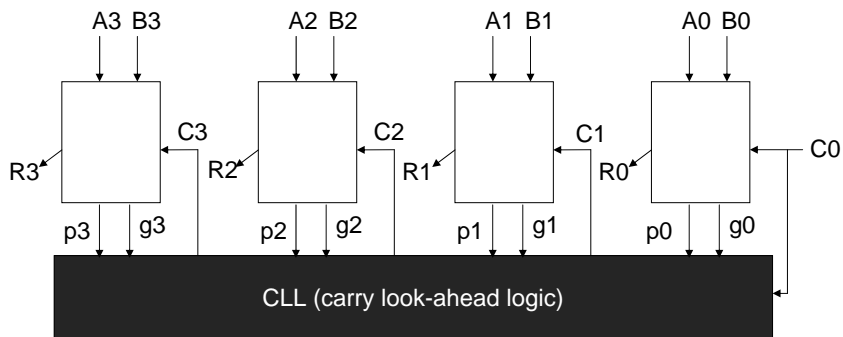 A3 B3 A2 B2 A1 B1 A0 B0
C3 C2 C1 C0
R3 R2 R1 R0
p3 g3 p2 g2 p1 g1 p0 g0
CLL (carry look-ahead logic)